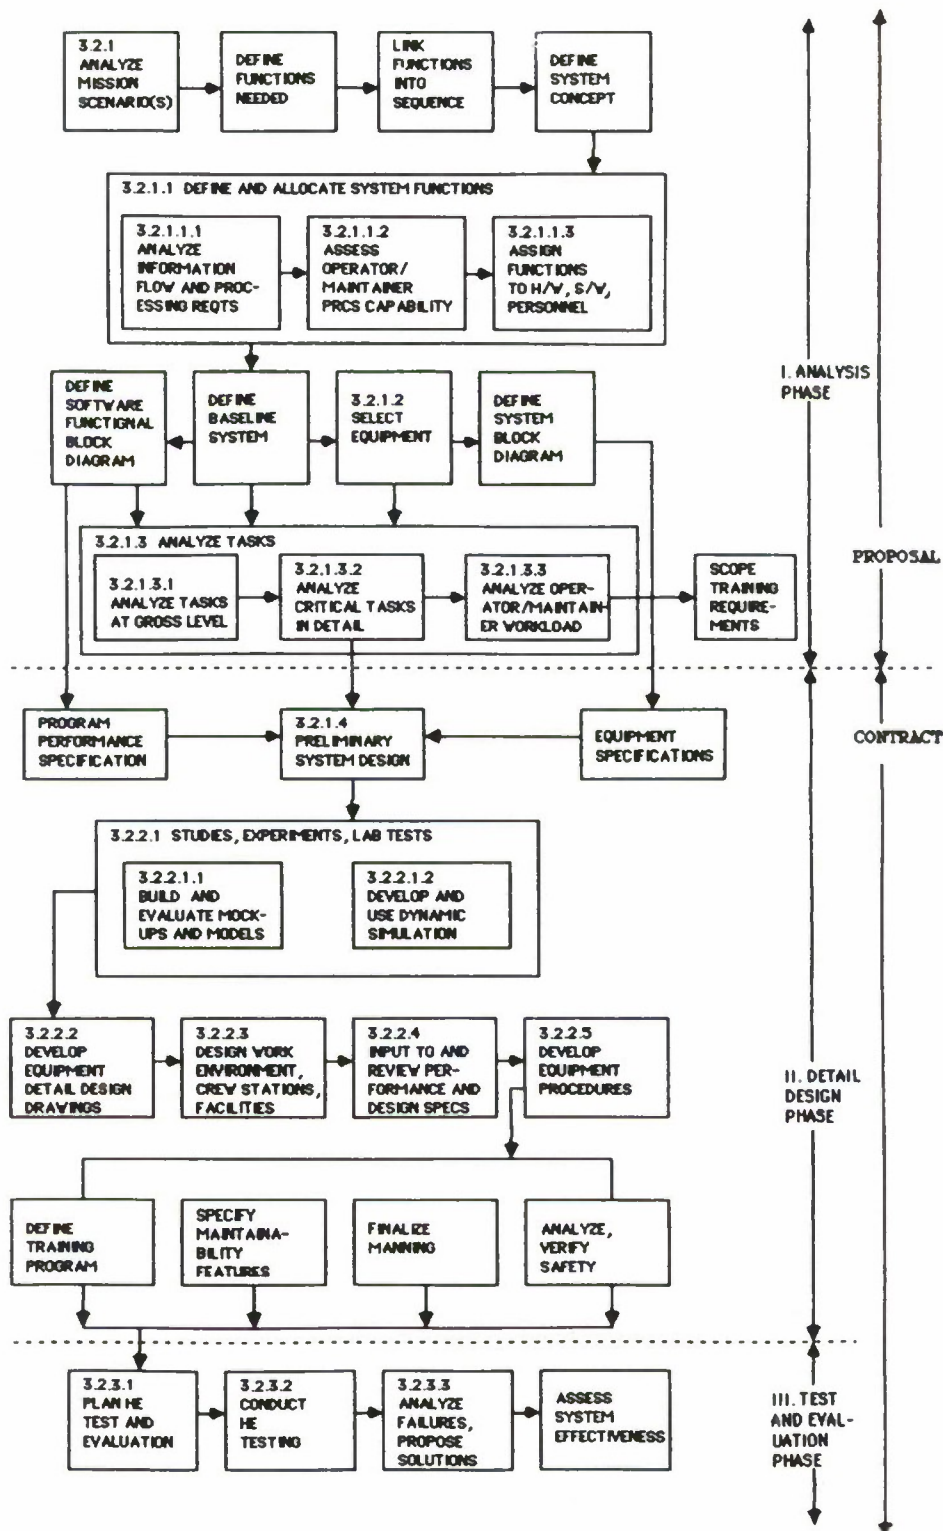 3.2.1
ANALYZE
MISSION
SCENARIO(S)
DEFINE
FUNCTIONS
NEEDED
LINK
FUNCTIONS
INTO
SEQUENCE
DEFINE
SYSTEM
CONCEPT
3.2.1.1 DEFINE AND ALLOCATE SYSTEM FUNCTIONS
3.2.1.1.1
ANALYZE
INFORMATION
FLOW AND PROC-
ESSING REQTS
3.2.1.1.2
ASSESS
OPERATOR/
MAINTAINER
PRCS CAPABILITY
3.2.1.1.3
ASSIGN
FUNCTIONS
TO H/W, S/W,
PERSONNEL
I. ANALYSIS
PHASE
DEFINE
SOFTWARE
FUNCTIONAL
BLOCK
DIAGRAM
DEFINE
BASELINE
SYSTEM
3.2.1.2
SELECT
EQUIPMENT
DEFINE
SYSTEM
BLOCK
DIAGRAM
3.2.1.3 ANALYZE TASKS
3.2.1.3.1
ANALYZE TASKS
AT GROSS LEVEL
3.2.1.3.2
ANALYZE
CRITICAL TASKS
IN DETAIL
3.2.1.3.3
ANALYZE OPER-
ATOR/MAINTAIN-
ER WORKLOAD
SCOPE
TRAINING
REQUIRE-
MENTS
PROPOSAL
PROGRAM
PERFORMANCE
SPECIFICATION
3.2.1.4
PRELIMINARY
SYSTEM DESIGN
EQUIPMENT
SPECIFICATIONS
CONTRACT
3.2.2.1 STUDIES, EXPERIMENTS, LAB TESTS
3.2.2.1.1
BUILD AND
EVALUATE MOCK-
UPS AND MODELS
3.2.2.1.2
DEVELOP AND
USE DYNAMIC
SIMULATION
3.2.2.2
DEVELOP
EQUIPMENT
DETAIL DESIGN
DRAWINGS
3.2.2.3
DESIGN WORK
ENVIRONMENT,
CREW STATIONS,
FACILITIES
3.2.2.4
INPUT TO AND
REVIEW PER-
FORMANCE AND
DESIGN SPECS
3.2.2.5
DEVELOP
EQUIPMENT
PROCEDURES
II. DETAIL
DESIGN
PHASE
DEFINE
TRAINING
PROGRAM
SPECIFY
MAINTAINA-
BILITY
FEATURES
FINALIZE
MANNING
ANALYZE,
VERIFY
SAFETY
3.2.3.1
PLAN HE
TEST AND
EVALUATION
3.2.3.2
CONDUCT
HE
TESTING
3.2.3.3
ANALYZE
FAILURES,
PROPOSE
SOLUTIONS
ASSESS
SYSTEM
EFFECTIVENESS
III. TEST
AND EVAL-
UATION
PHASE